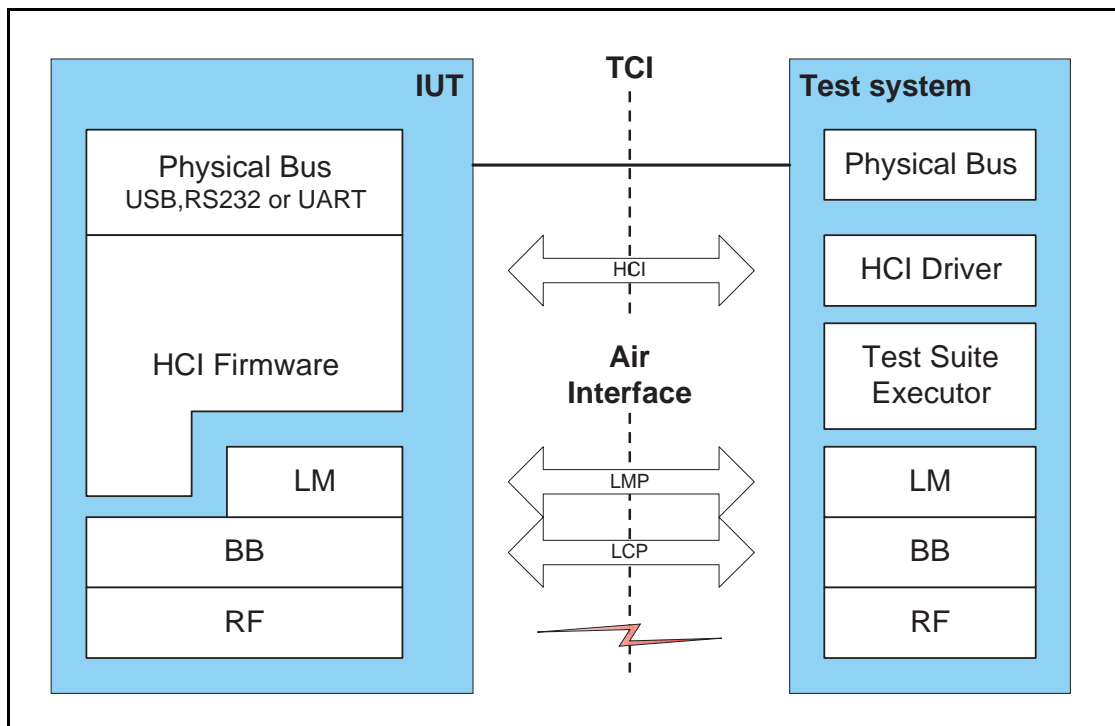 IUT
Physical Bus
USB,RS232 or UART
HCI Firmware
LM
BB
RF
TCI
HCI
Air
Interface
LMP
LCP
Test system
Physical Bus
HCI Driver
Test Suite
Executor
LM
BB
RF